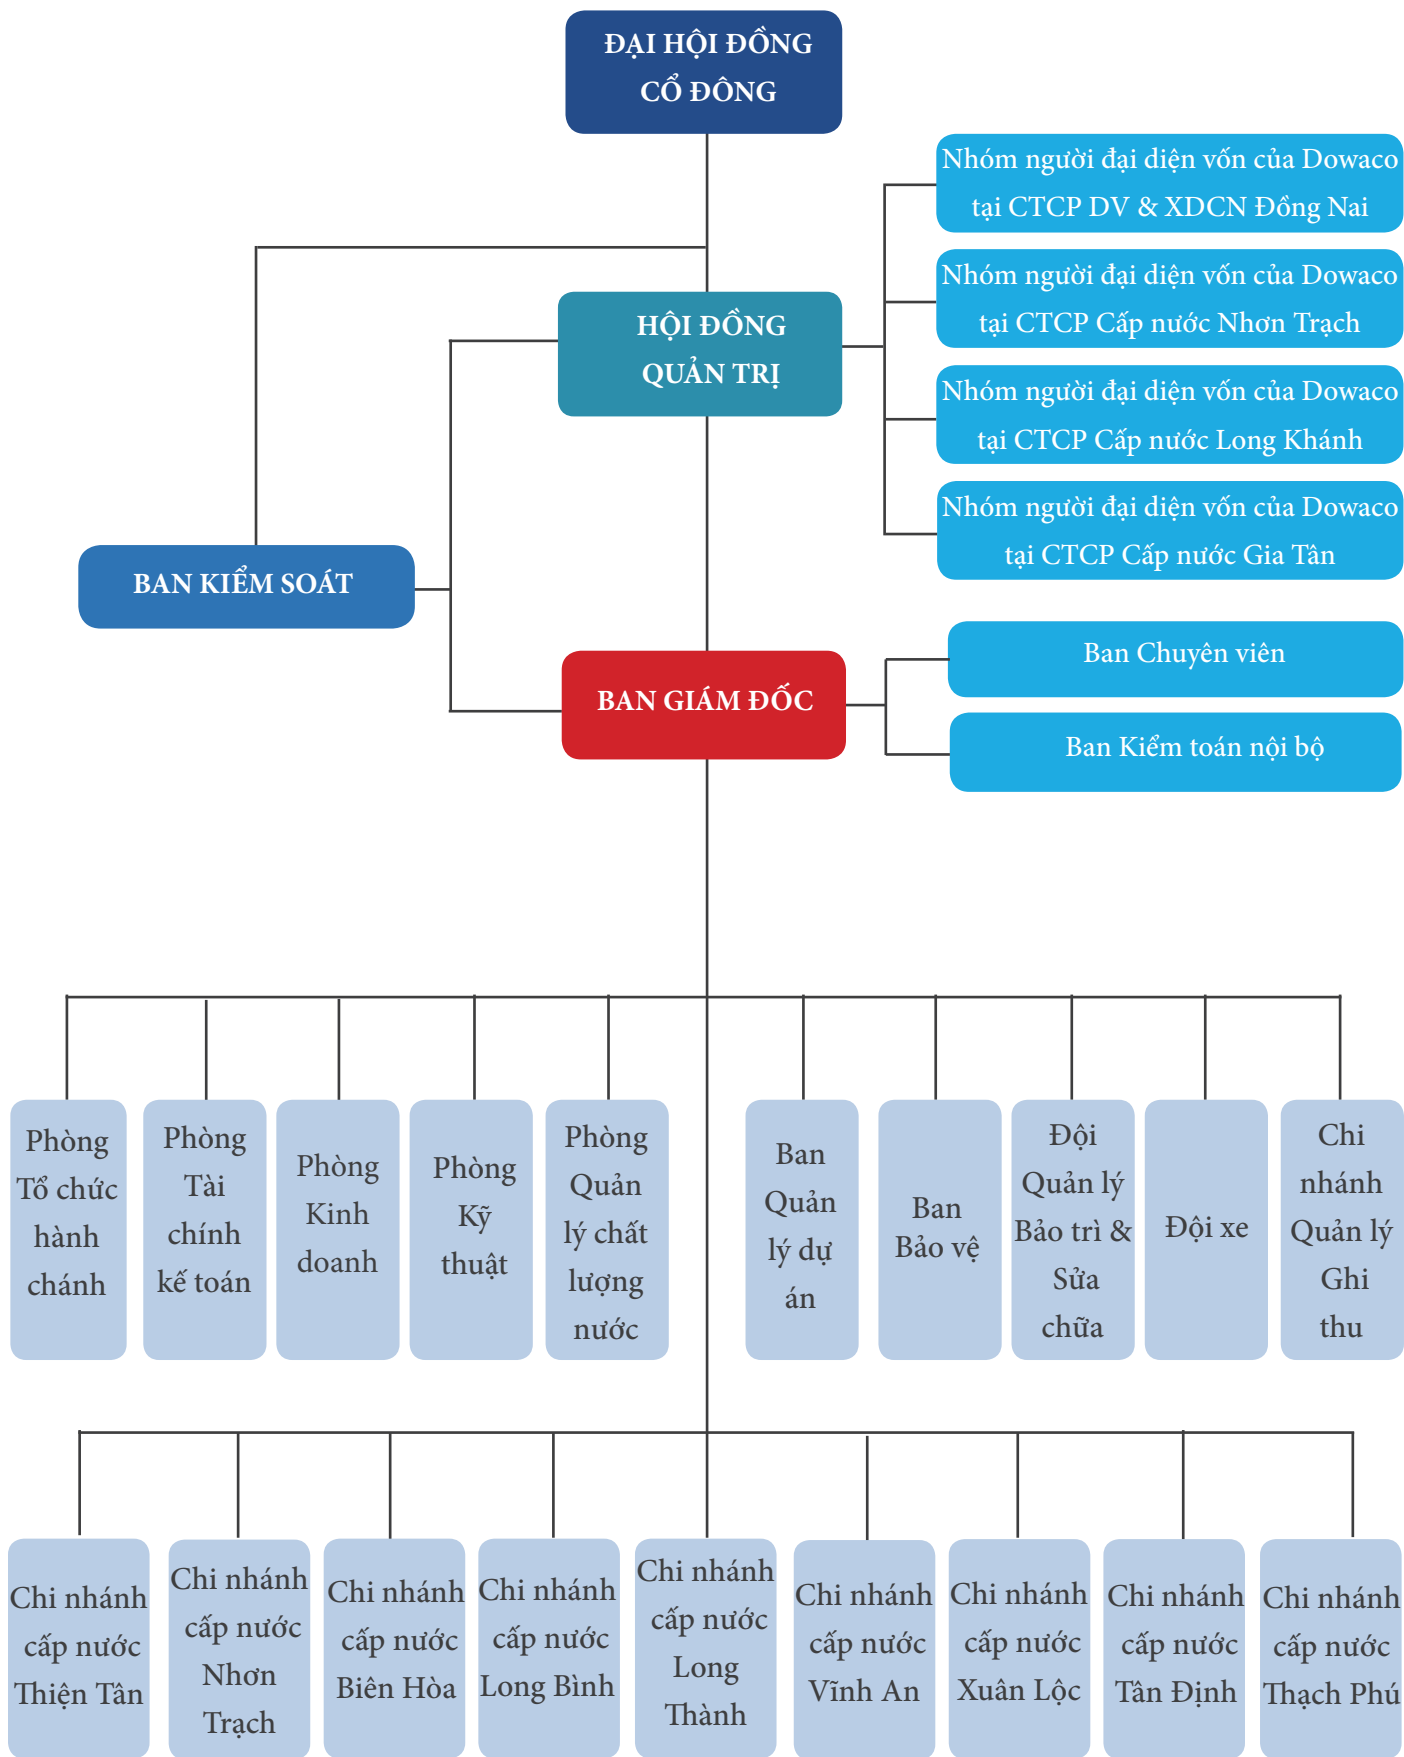 ĐẠI HỘI ĐỒNG
CỔ ĐÔNG
Nhóm người đại diện vốn của Dowaco
tại CTCP DV & XDCN Đồng Nai
Nhóm người đại diện vốn của Dowaco
tại CTCP Cấp nước Nhơn Trạch
HỘI ĐỒNG
QUẢN TRỊ
Nhóm người đại diện vốn của Dowaco
tại CTCP Cấp nước Long Khánh
Nhóm người đại diện vốn của Dowaco
tại CTCP Cấp nước Gia Tân
BAN KIỂM SOÁT
BAN GIÁM ĐỐC
Ban Chuyên viên
Ban Kiểm toán nội bộ
Phòng
Tổ chức
hành
chánh
Phòng
Tài
chính
kế toán
Phòng
Kinh
doanh
Phòng
Kỹ
thuật
Phòng
Quản
lý chất
lượng
nước
Ban
Quản
lý dự
án
Ban
Bảo vệ
Đội
Quản lý
Bảo trì &
Sửa
chữa
Đội xe
Chi
nhánh
Quản lý
Ghi
thu
Chi nhánh
cấp nước
Thiện Tân
Chi nhánh
cấp nước
Nhơn
Trạch
Chi nhánh
cấp nước
Biên Hòa
Chi nhánh
cấp nước
Long Bình
Chi nhánh
cấp nước
Long
Thành
Chi nhánh
cấp nước
Vĩnh An
Chi nhánh
cấp nước
Xuân Lộc
Chi nhánh
cấp nước
Tân Định
Chi nhánh
cấp nước
Thạch Phú